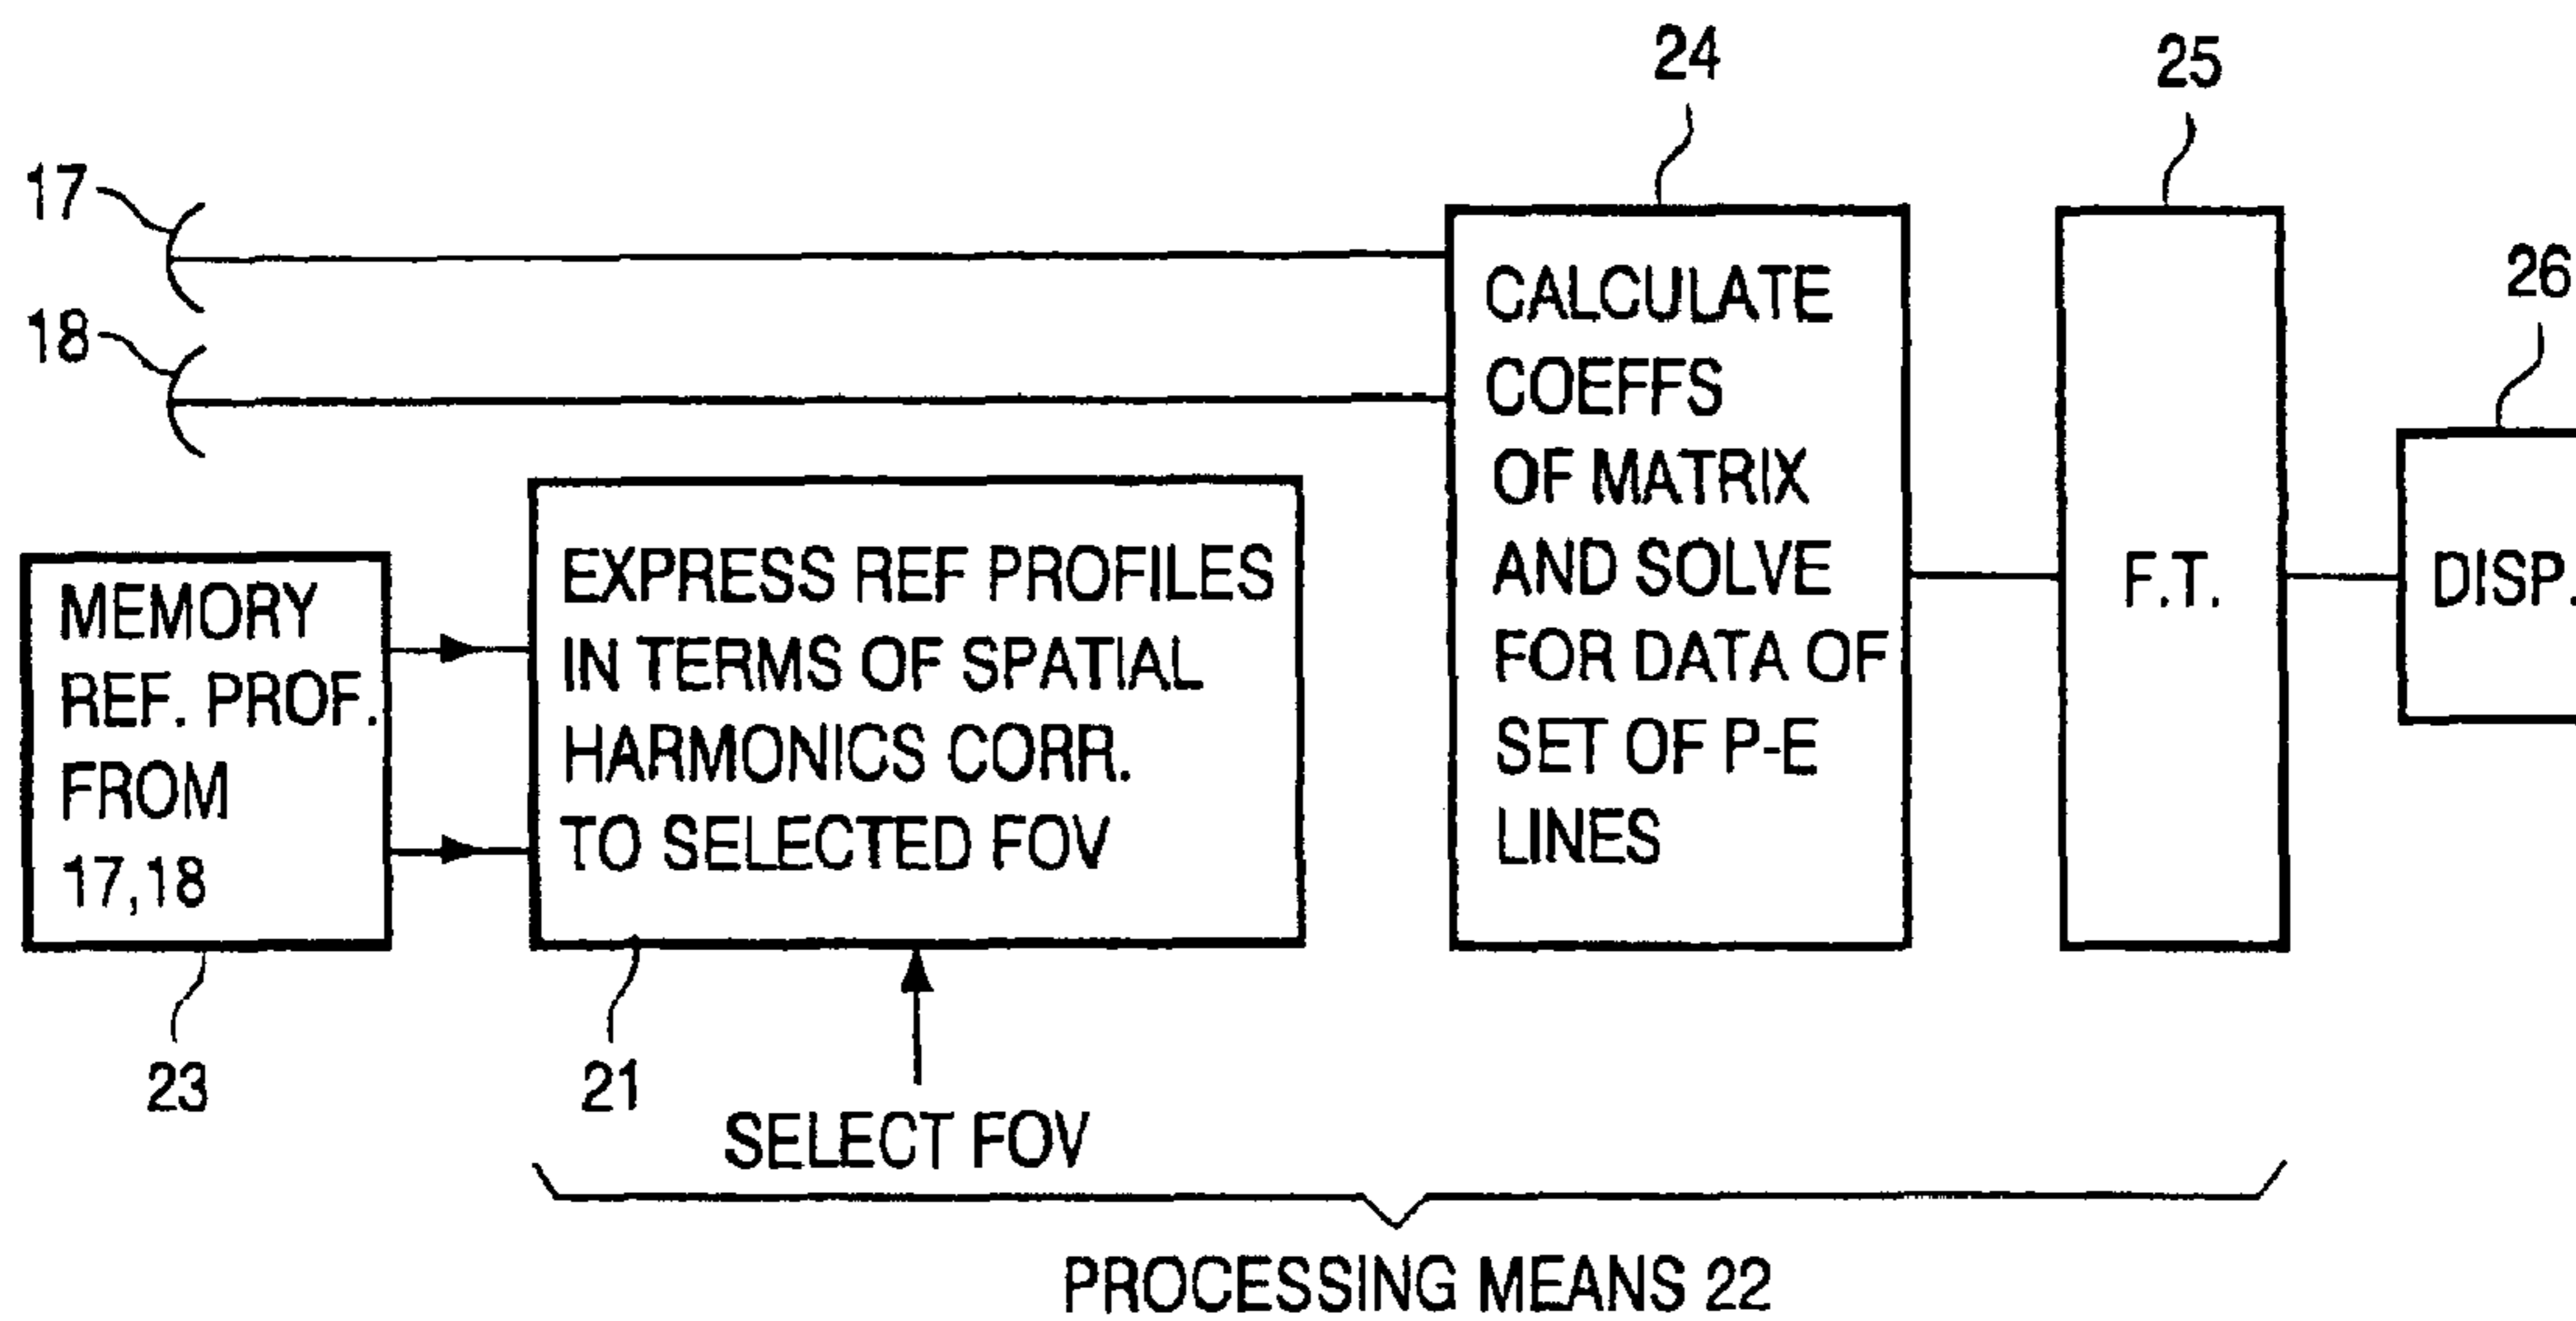 24
25
17
18
26
CALCULATE
COEFFS
OF MATRIX
AND SOLVE
FOR DATA OF
SET OF P-E
LINES
F.T.
DISP.
MEMORY
REF. PROF.
FROM
17,18
EXPRESS REF PROFILES
IN TERMS OF SPATIAL
HARMONICS CORR.
TO SELECTED FOV
23
21
SELECT FOV
PROCESSING MEANS 22